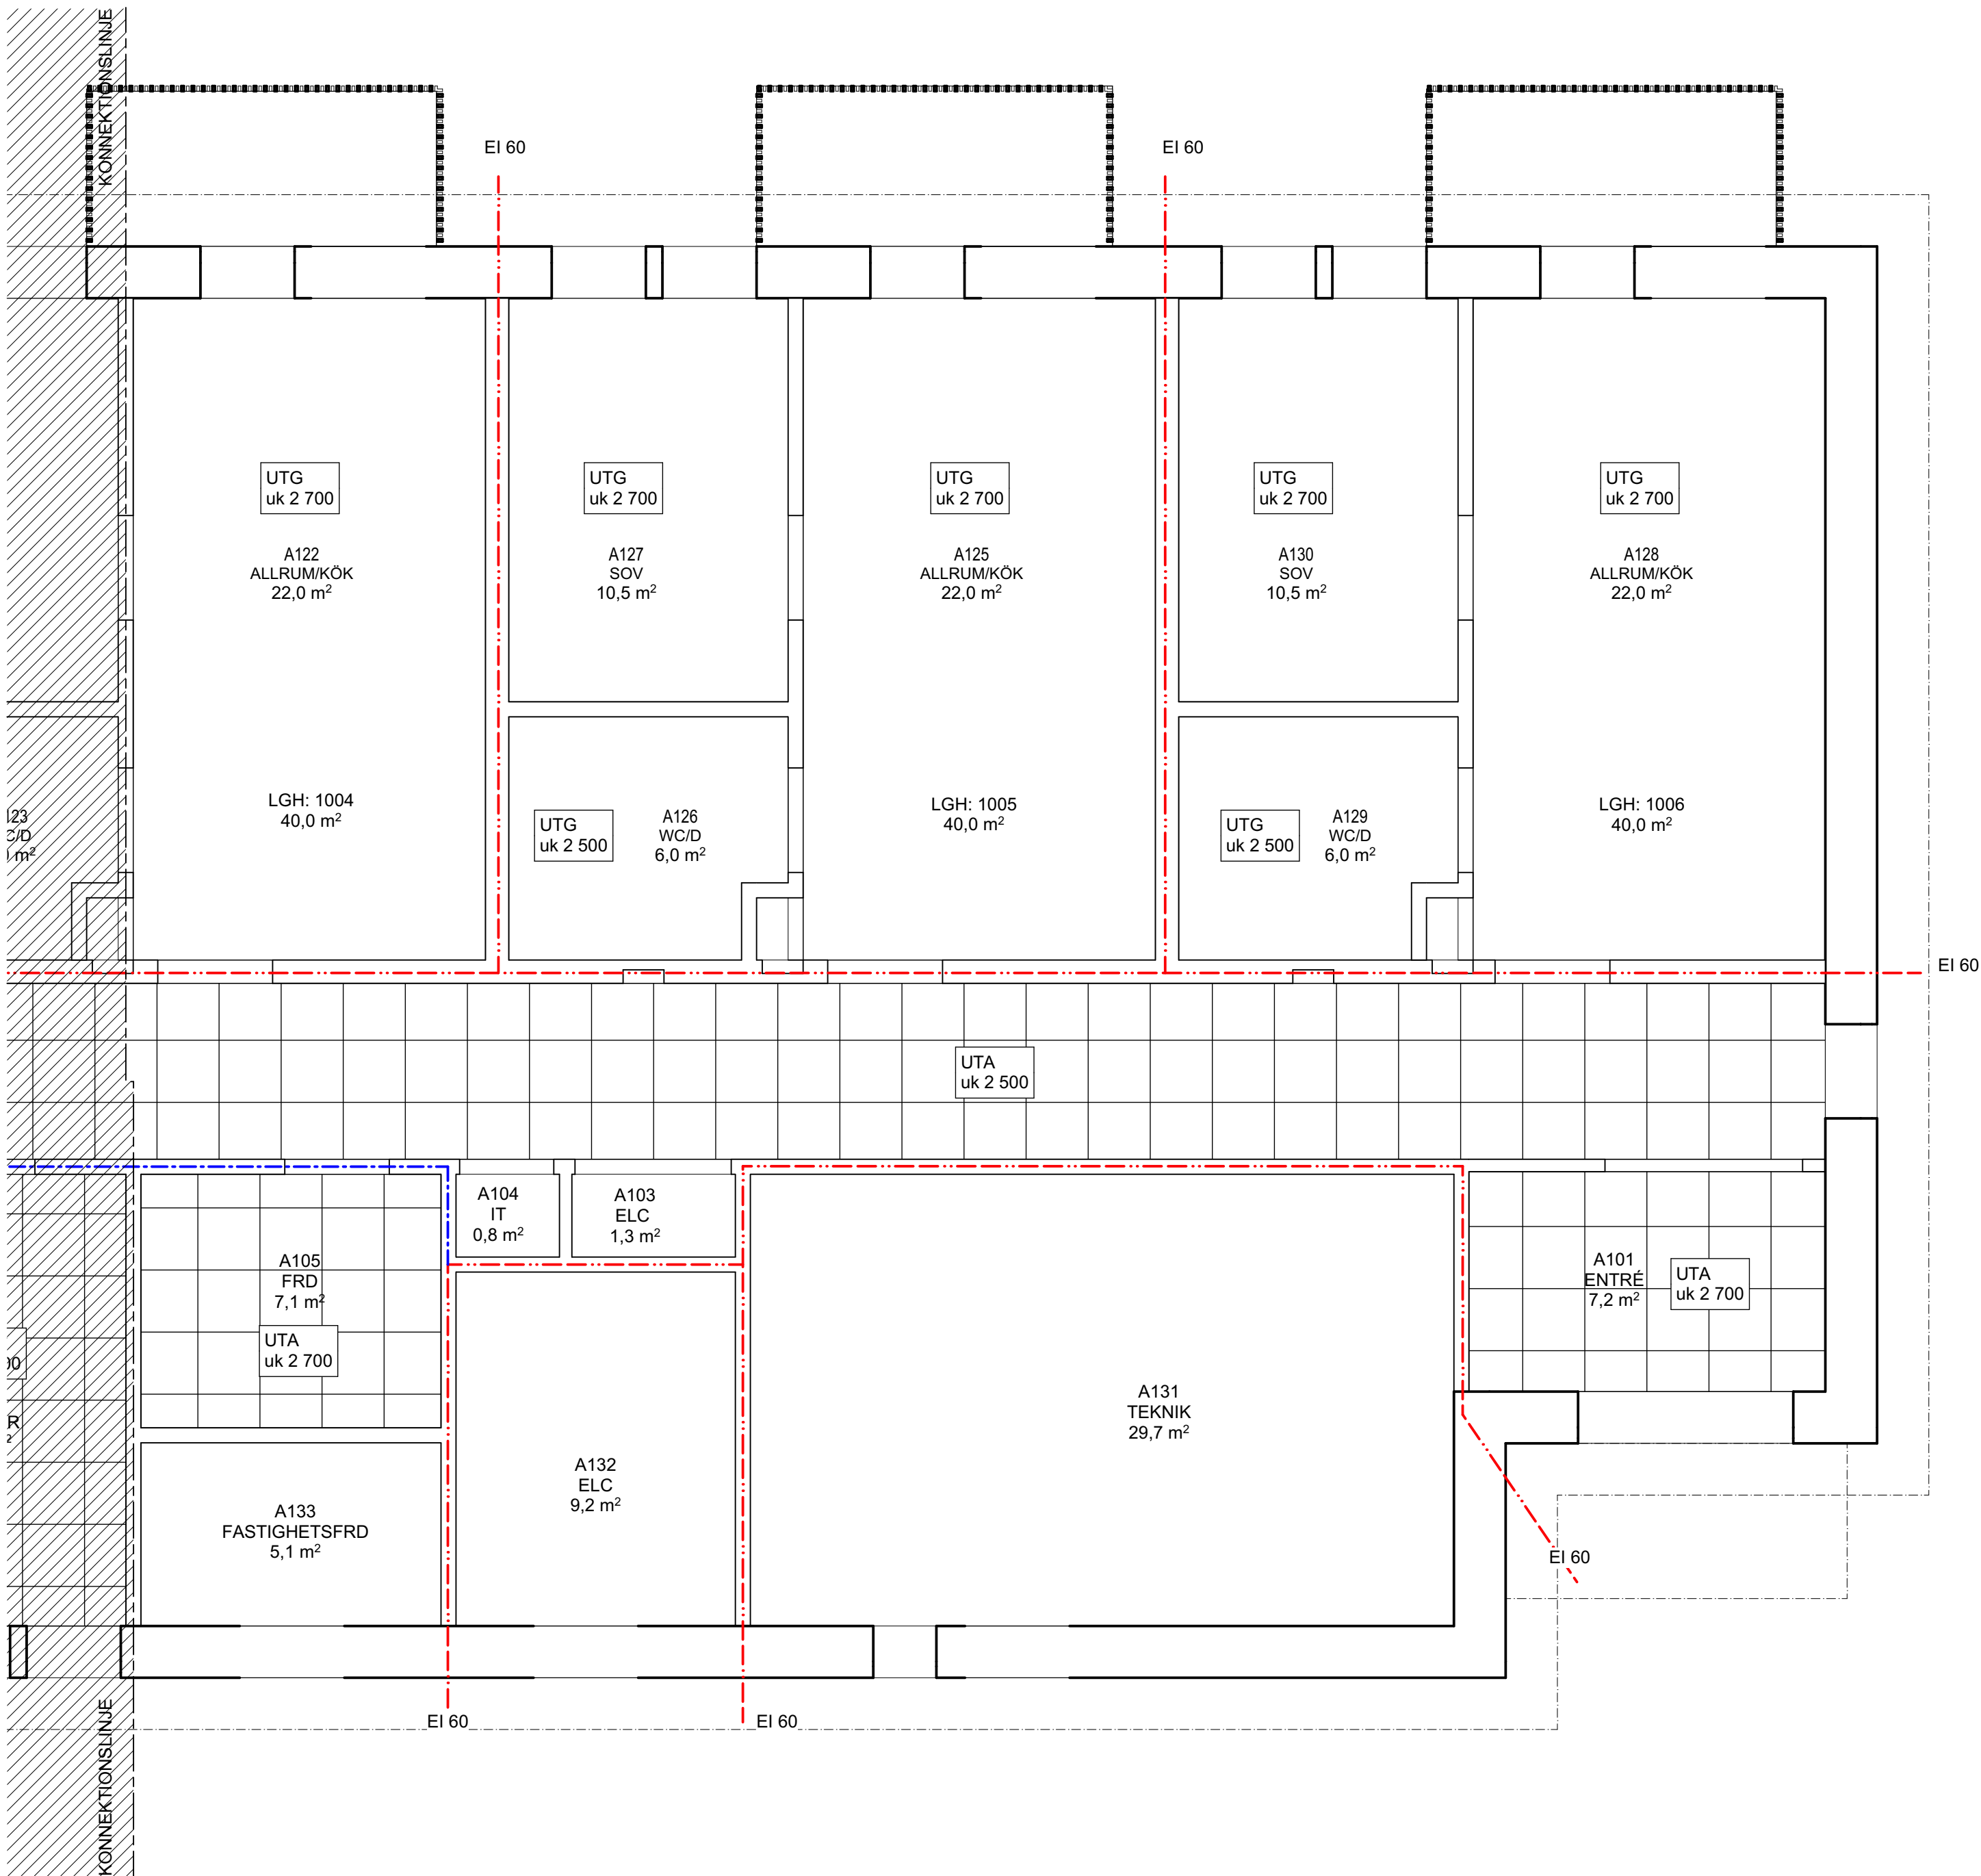 KONNEKTIONSLINJE
EI 60
EI 60
UTG
uk 2 700
UTG
uk 2 700
UTG
uk 2 700
UTG
uk 2 700
UTG
uk 2 700
A122
ALLRUM/KÖK
22,0 m²
A127
SOV
10,5 m²
A125
ALLRUM/KÖK
22,0 m²
A130
SOV
10,5 m²
A128
ALLRUM/KÖK
22,0 m²
LGH: 1004
40,0 m²
UTG
uk 2 500
A126
WC/D
6,0 m²
LGH: 1005
40,0 m²
UTG
uk 2 500
A129
WC/D
6,0 m²
LGH: 1006
40,0 m²
EI 60
UTA
uk 2 500
A104
IT
0,8 m²
A103
ELC
1,3 m²
A105
FRD
7,1 m²
UTA
uk 2 700
A101
ENTRÉ
7,2 m²
UTA
uk 2 700
A131
TEKNIK
29,7 m²
A132
ELC
9,2 m²
A133
FASTIGHETSFRD
5,1 m²
EI 60
EI 60
EI 60
KONNEKTIONSLINJE